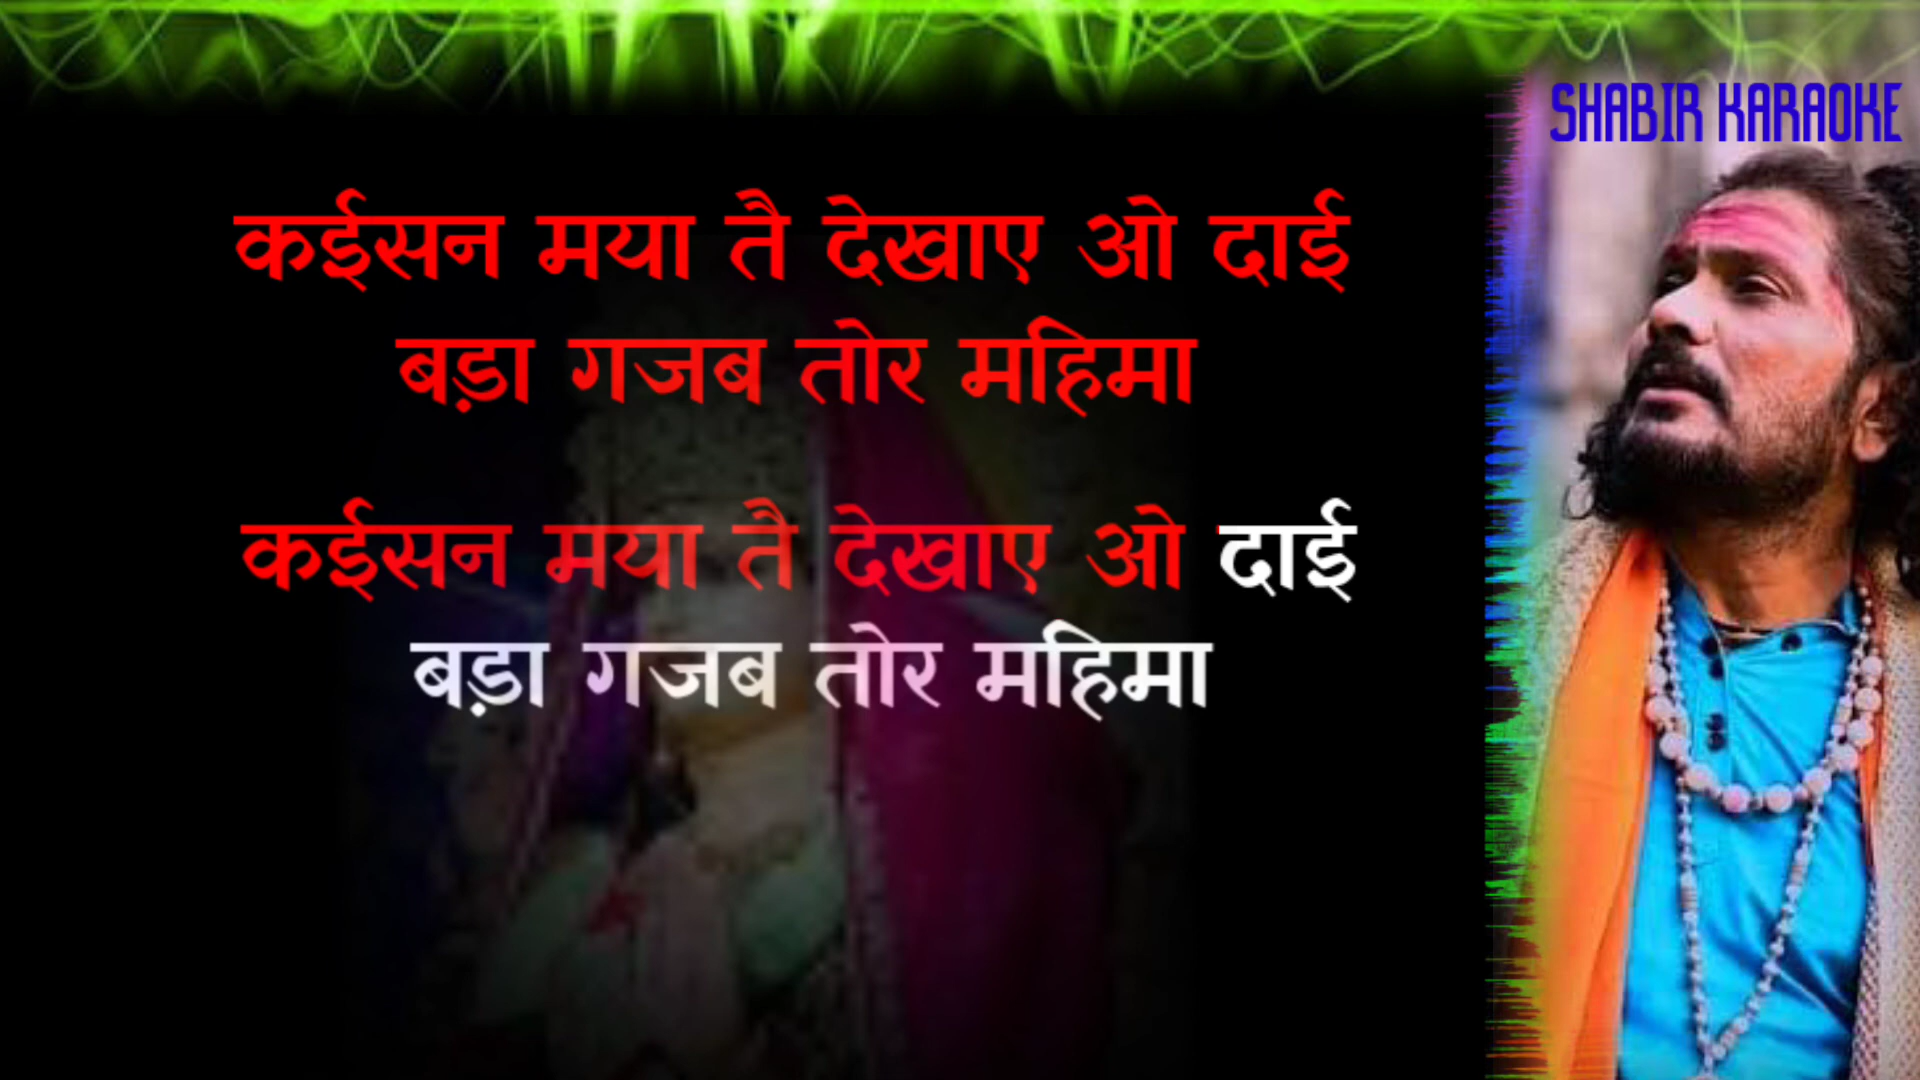 SHABIR KARAOKE
कईसन मया तै देखाए ओ दाई
बड़ा गजब तोर महिमा
कईसन मया तै देखाए ओ दाई
बड़ा गजब तोर महिमा